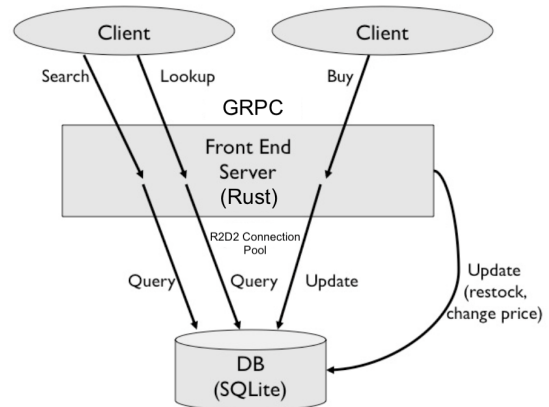 Client
Client
Search
Lookup
Buy
GRPC
Front End
Server
(Rust)
R2D2 Connection
Pool
Query
Query
Update
Update
(restock,
change price)
DB
(SQLite)